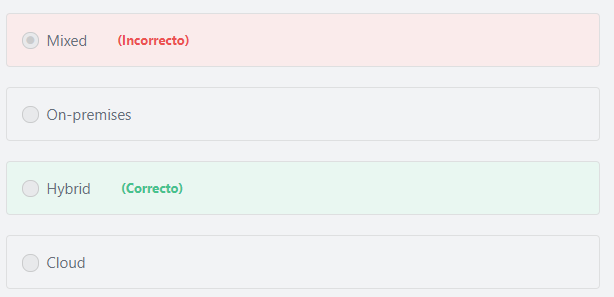 Mixed (Incorrecto)
On-premises
Hybrid (Correcto)
Cloud